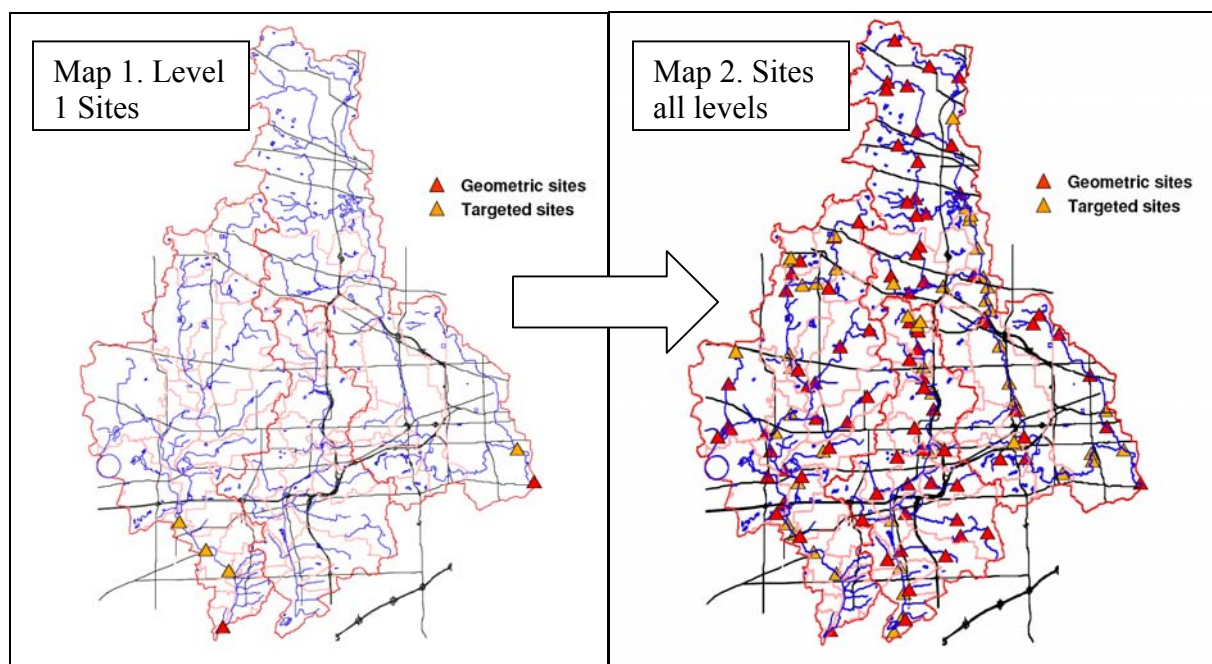 Map 1. Level
1 Sites
Geometric sites
Targeted sites
Map 2. Sites
all levels
Geometric sites
Targeted sites